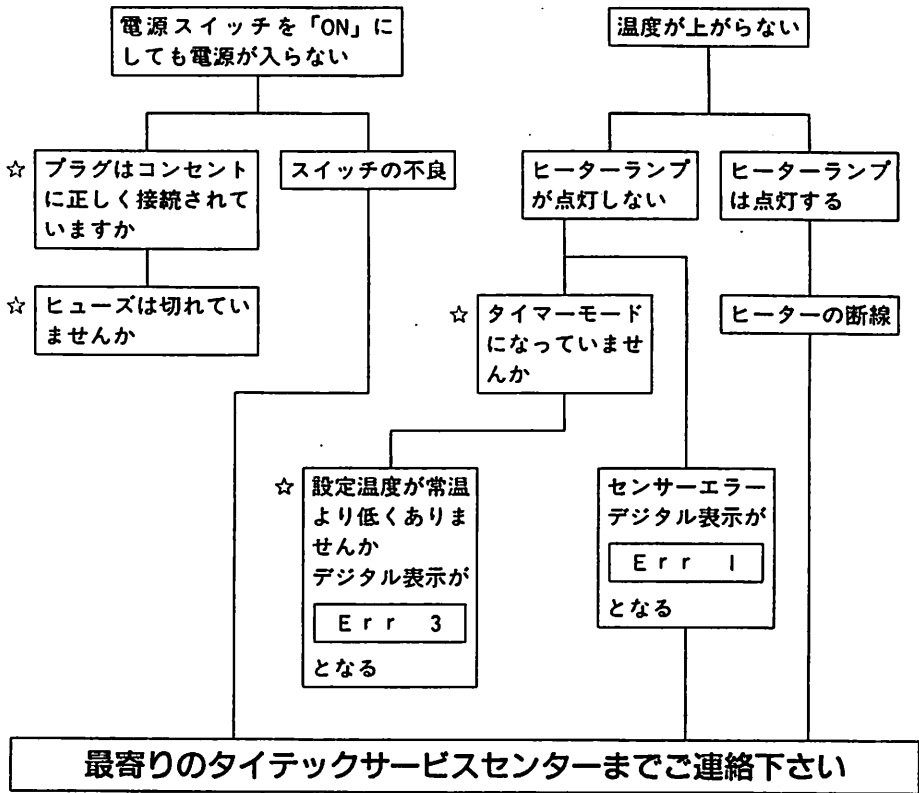 電源スイッチを「ON」に
しても電源が入らない
温度が上がらない
☆ プラグはコンセント
に正しく接続されて
いますか
スイッチの不良
ヒーターランプ
が点灯しない
ヒーターランプ
は点灯する
☆ ヒューズは切れてい
ませんか
☆ タイマーモード
になっていませ
んか
ヒーターの断線
☆ 設定温度が常温
より低くありま
せんか
デジタル表示が
Err 3
となる
センサーエラー
デジタル表示が
Err 1
となる
最寄りのタイテックサービスセンターまでご連絡下さい